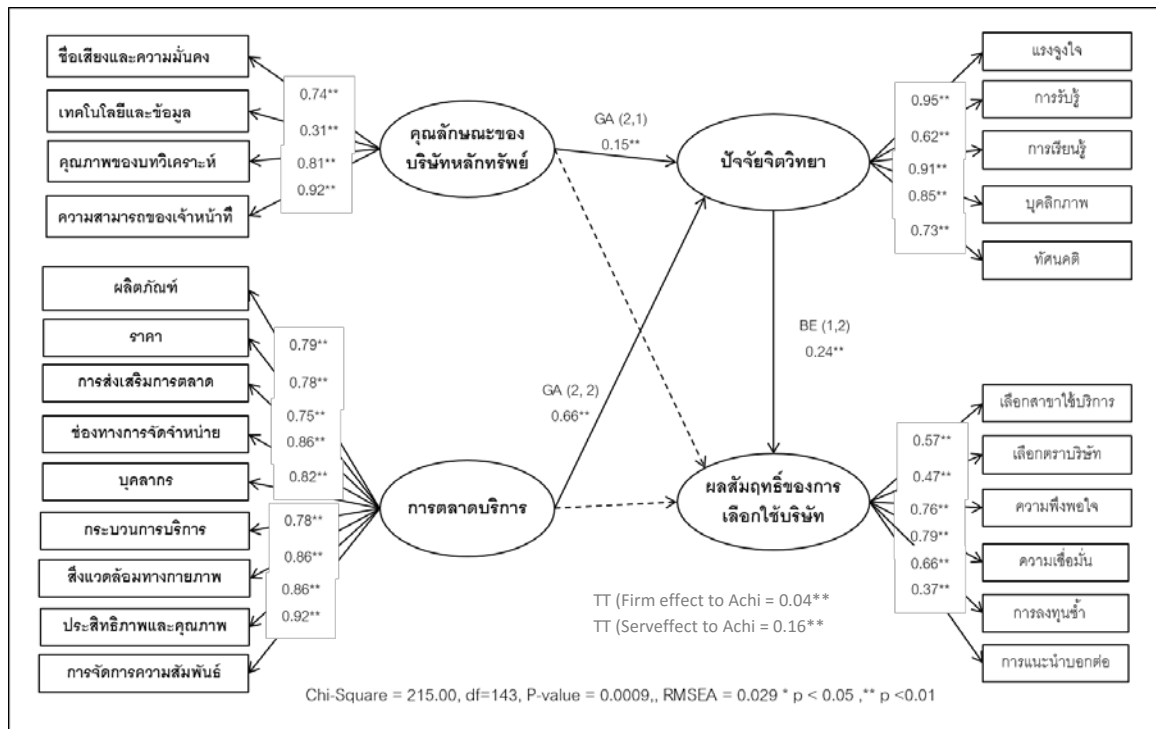 ชื่อเสียงและความมั่นคง
เทคโนโลยีและข้อมูล
คุณภาพของบทวิเคราะห์
ความสามารถของเจ้าหน้าที่
0.74**
0.31**
0.81**
0.92**
คุณลักษณะของ
บริษัทหลักทรัพย์
GA (2,1)
0.15**
ปัจจัยจิตวิทยา
0.95**
0.62**
0.91**
0.85**
0.73**
แรงจูงใจ
การรับรู้
การเรียนรู้
บุคลิกภาพ
ทัศนคติ
ผลิตภัณฑ์
ราคา
การส่งเสริมการตลาด
ช่องทางการจัดจำหน่าย
บุคลากร
กระบวนการบริการ
สิ่งแวดล้อมทางกายภาพ
ประสิทธิภาพและคุณภาพ
การจัดการความสัมพันธ์
0.79**
0.78**
0.75**
0.86**
0.82**
0.78**
0.86**
0.86**
0.92**
การตลาดบริการ
GA (2, 2)
0.66**
BE (1,2)
0.24**
ผลสัมฤทธิ์ของการ
เลือกใช้บริษัท
0.57**
0.47**
0.76**
0.79**
0.66**
0.37**
เลือกสาขาใช้บริการ
เลือกตราบริษัท
ความพึงพอใจ
ความเชื่อมั่น
การลงทุนซ้ำ
การแนะนำบอกต่อ
TT (Firm effect to Achi = 0.04**
TT (Serveffect to Achi = 0.16**
Chi-Square = 215.00, df=143, P-value = 0.0009,, RMSEA = 0.029 * p < 0.05 ,** p <0.01